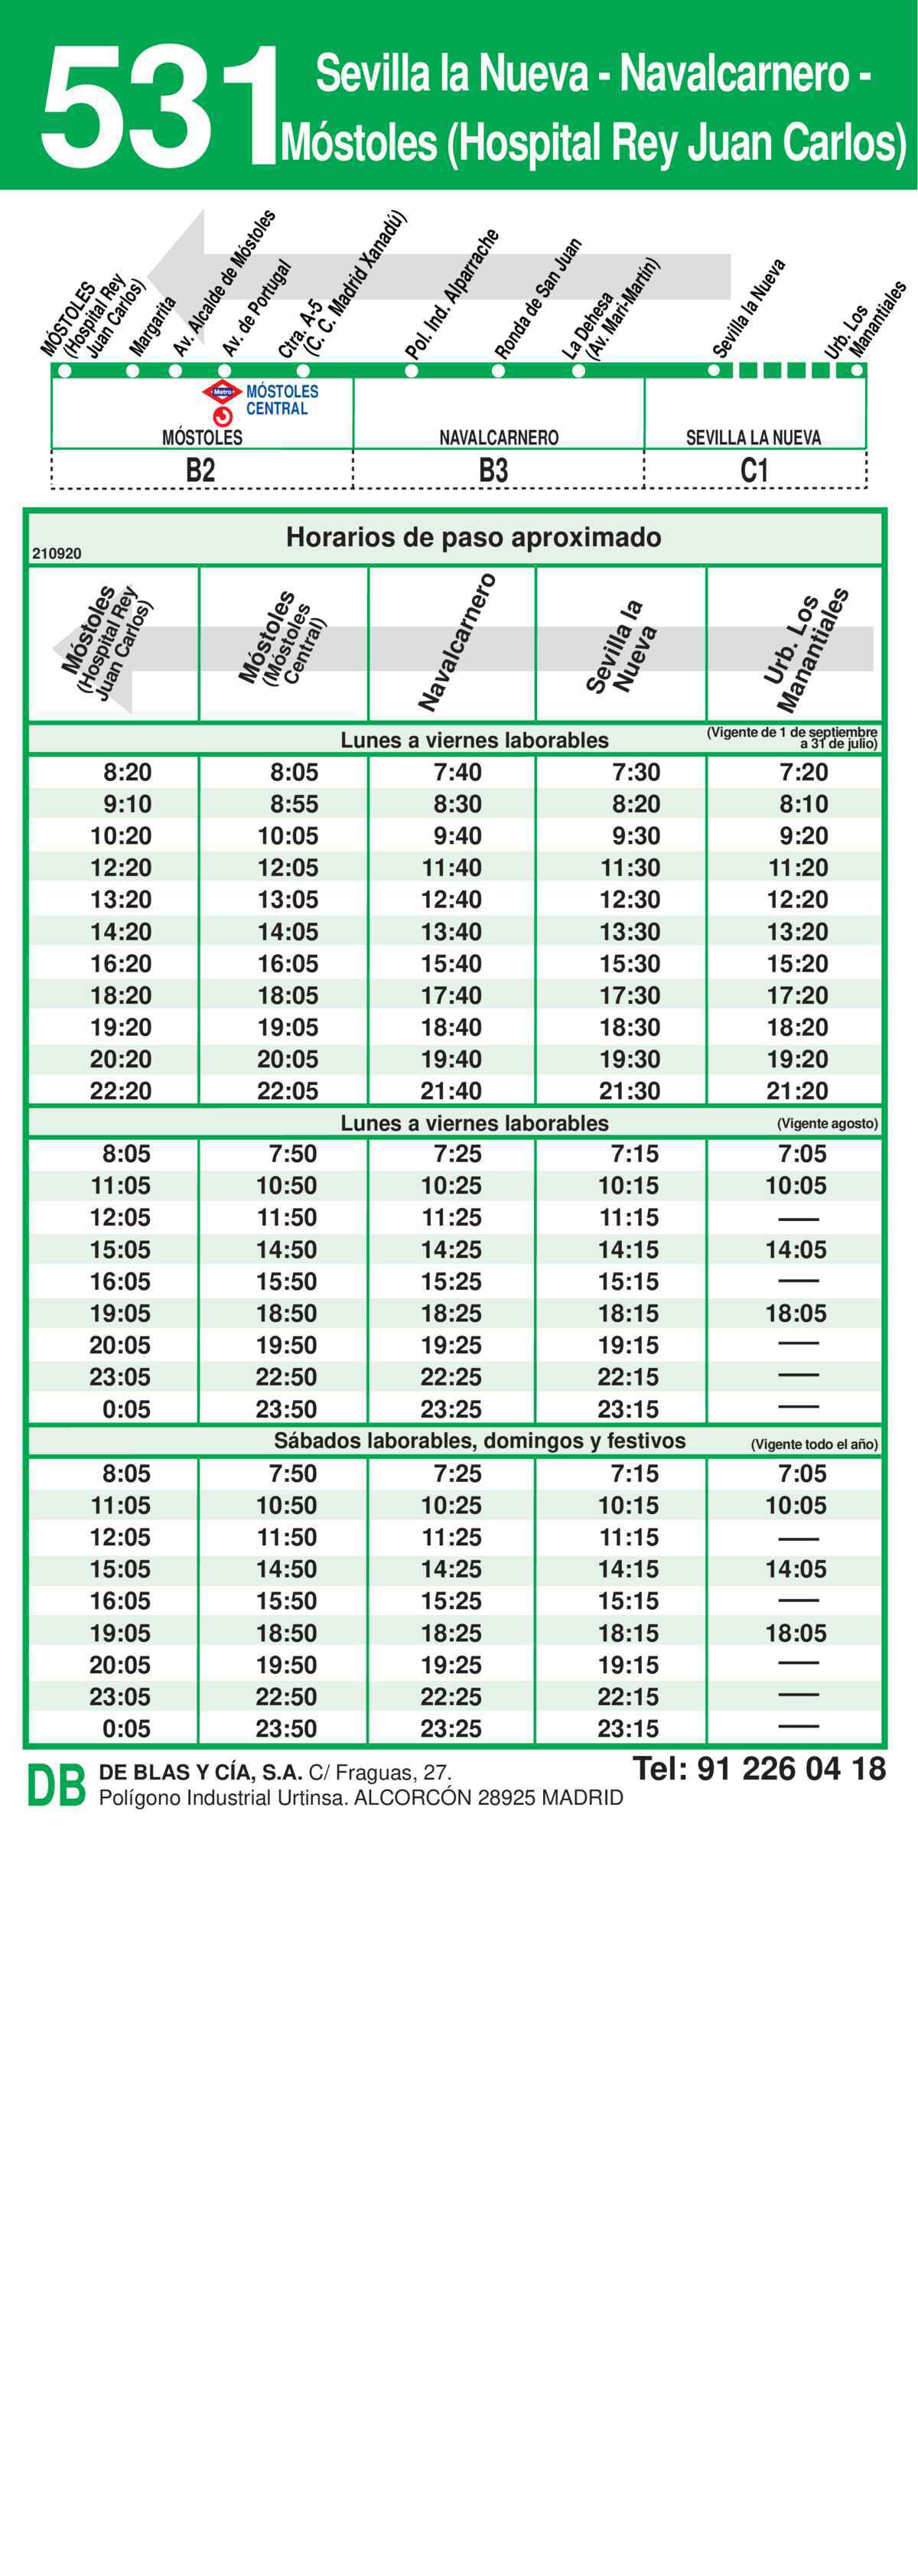 531
Sevilla la Nueva - Navalcarnero -
Móstoles (Hospital Rey Juan Carlos)
MÓSTOLES
(Hospital Rey
Juan Carlos)
Margarita
Av. Alcalde de Móstoles
Av. de Portugal
Ctra. A-5
(C. C. Madrid Xanadú)
Pol. Ind. Alparrache
Ronda de San Juan
La Dehesa
(Av. Mari-Martín)
Sevilla la Nueva
Urb. Los
Manantiales
Metro MÓSTOLES
CENTRAL
MÓSTOLES NAVALCARNERO SEVILLA LA NUEVA
B2 B3 C1
Horarios de paso aproximado
210920
Móstoles
(Hospital Rey
Juan Carlos)
Móstoles
(Móstoles
Central)
Navalcarnero
Sevilla la
Nueva
Urb. Los
Manantiales
Lunes a viernes laborables (Vigente de 1 de septiembre
a 31 de julio)
8:20 8:05 7:40 7:30 7:20
9:10 8:55 8:30 8:20 8:10
10:20 10:05 9:40 9:30 9:20
12:20 12:05 11:40 11:30 11:20
13:20 13:05 12:40 12:30 12:20
14:20 14:05 13:40 13:30 13:20
16:20 16:05 15:40 15:30 15:20
18:20 18:05 17:40 17:30 17:20
19:20 19:05 18:40 18:30 18:20
20:20 20:05 19:40 19:30 19:20
22:20 22:05 21:40 21:30 21:20
Lunes a viernes laborables (Vigente agosto)
8:05 7:50 7:25 7:15 7:05
11:05 10:50 10:25 10:15 10:05
12:05 11:50 11:25 11:15 —
15:05 14:50 14:25 14:15 14:05
16:05 15:50 15:25 15:15 —
19:05 18:50 18:25 18:15 18:05
20:05 19:50 19:25 19:15 —
23:05 22:50 22:25 22:15 —
0:05 23:50 23:25 23:15 —
Sábados laborables, domingos y festivos (Vigente todo el año)
8:05 7:50 7:25 7:15 7:05
11:05 10:50 10:25 10:15 10:05
12:05 11:50 11:25 11:15 —
15:05 14:50 14:25 14:15 14:05
16:05 15:50 15:25 15:15 —
19:05 18:50 18:25 18:15 18:05
20:05 19:50 19:25 19:15 —
23:05 22:50 22:25 22:15 —
0:05 23:50 23:25 23:15 —
DB DE BLAS Y CÍA, S.A. C/ Fraguas, 27. Tel: 91 226 04 18
Polígono Industrial Urtinsa. ALCORCÓN 28925 MADRID